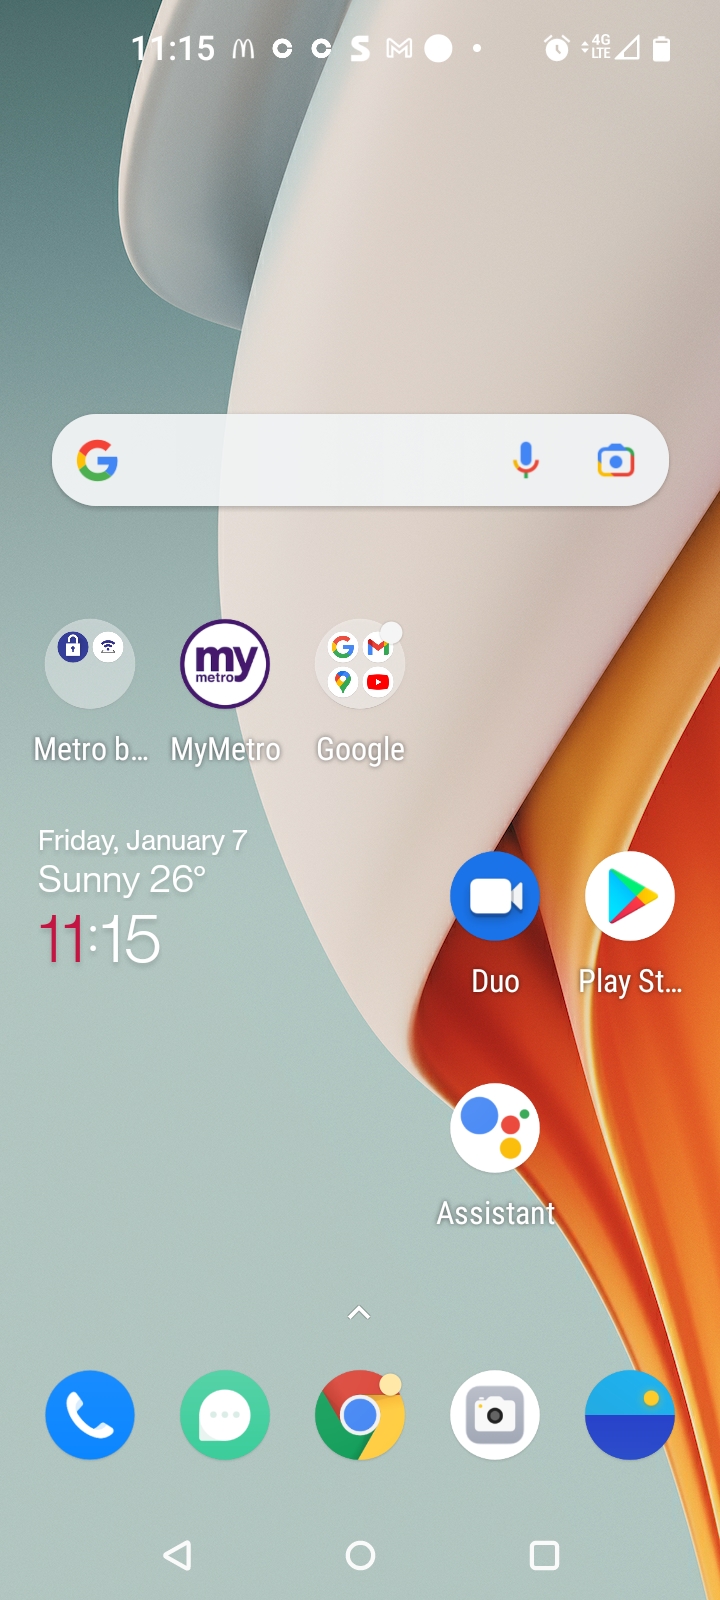 11:15
4G
LTE
Metro b...
my
metro
MyMetro
Google
Friday, January 7
Sunny 26°
11:15
Duo
Play St...
Assistant